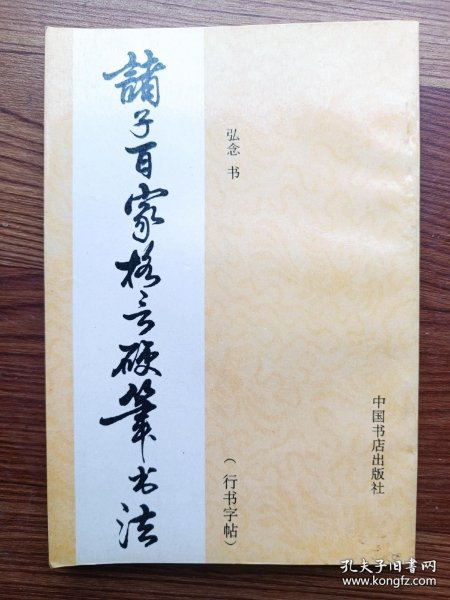 諸子百家格言硬筆书法
弘念 书
(行书字帖)
中国书店出版社
孔夫子旧书网
www.kongfz.com